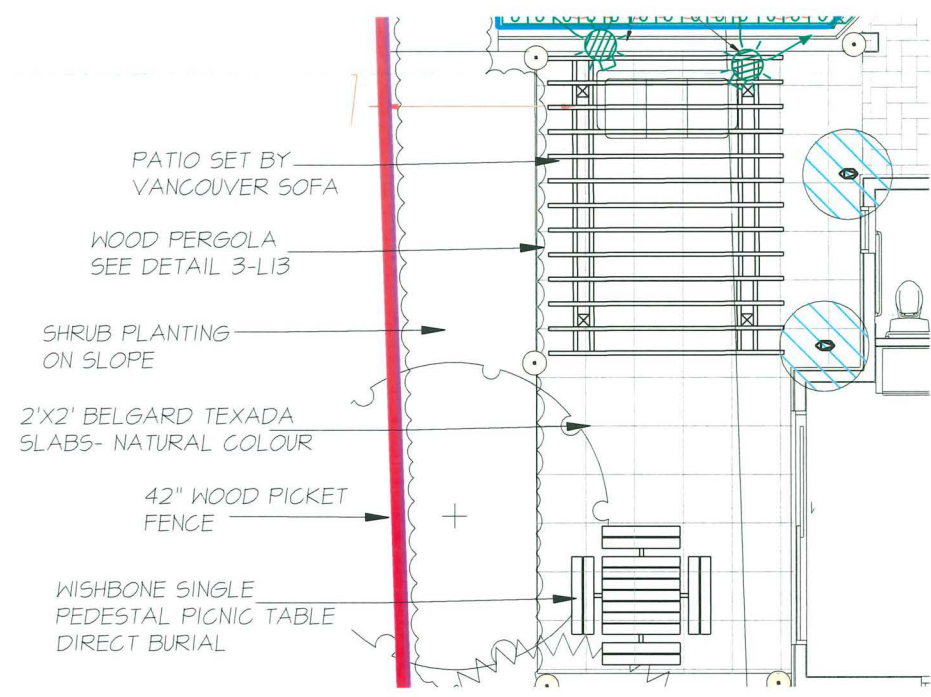 PATIO SET BY
VANCOUVER SOFA
WOOD PERGOLA
SEE DETAIL 3-L13
SHRUB PLANTING
ON SLOPE
2'X2' BELGARD TEXADA
SLABS- NATURAL COLOUR
42" WOOD PICKET
FENCE
WISHBONE SINGLE
PEDESTAL PICNIC TABLE
DIRECT BURIAL